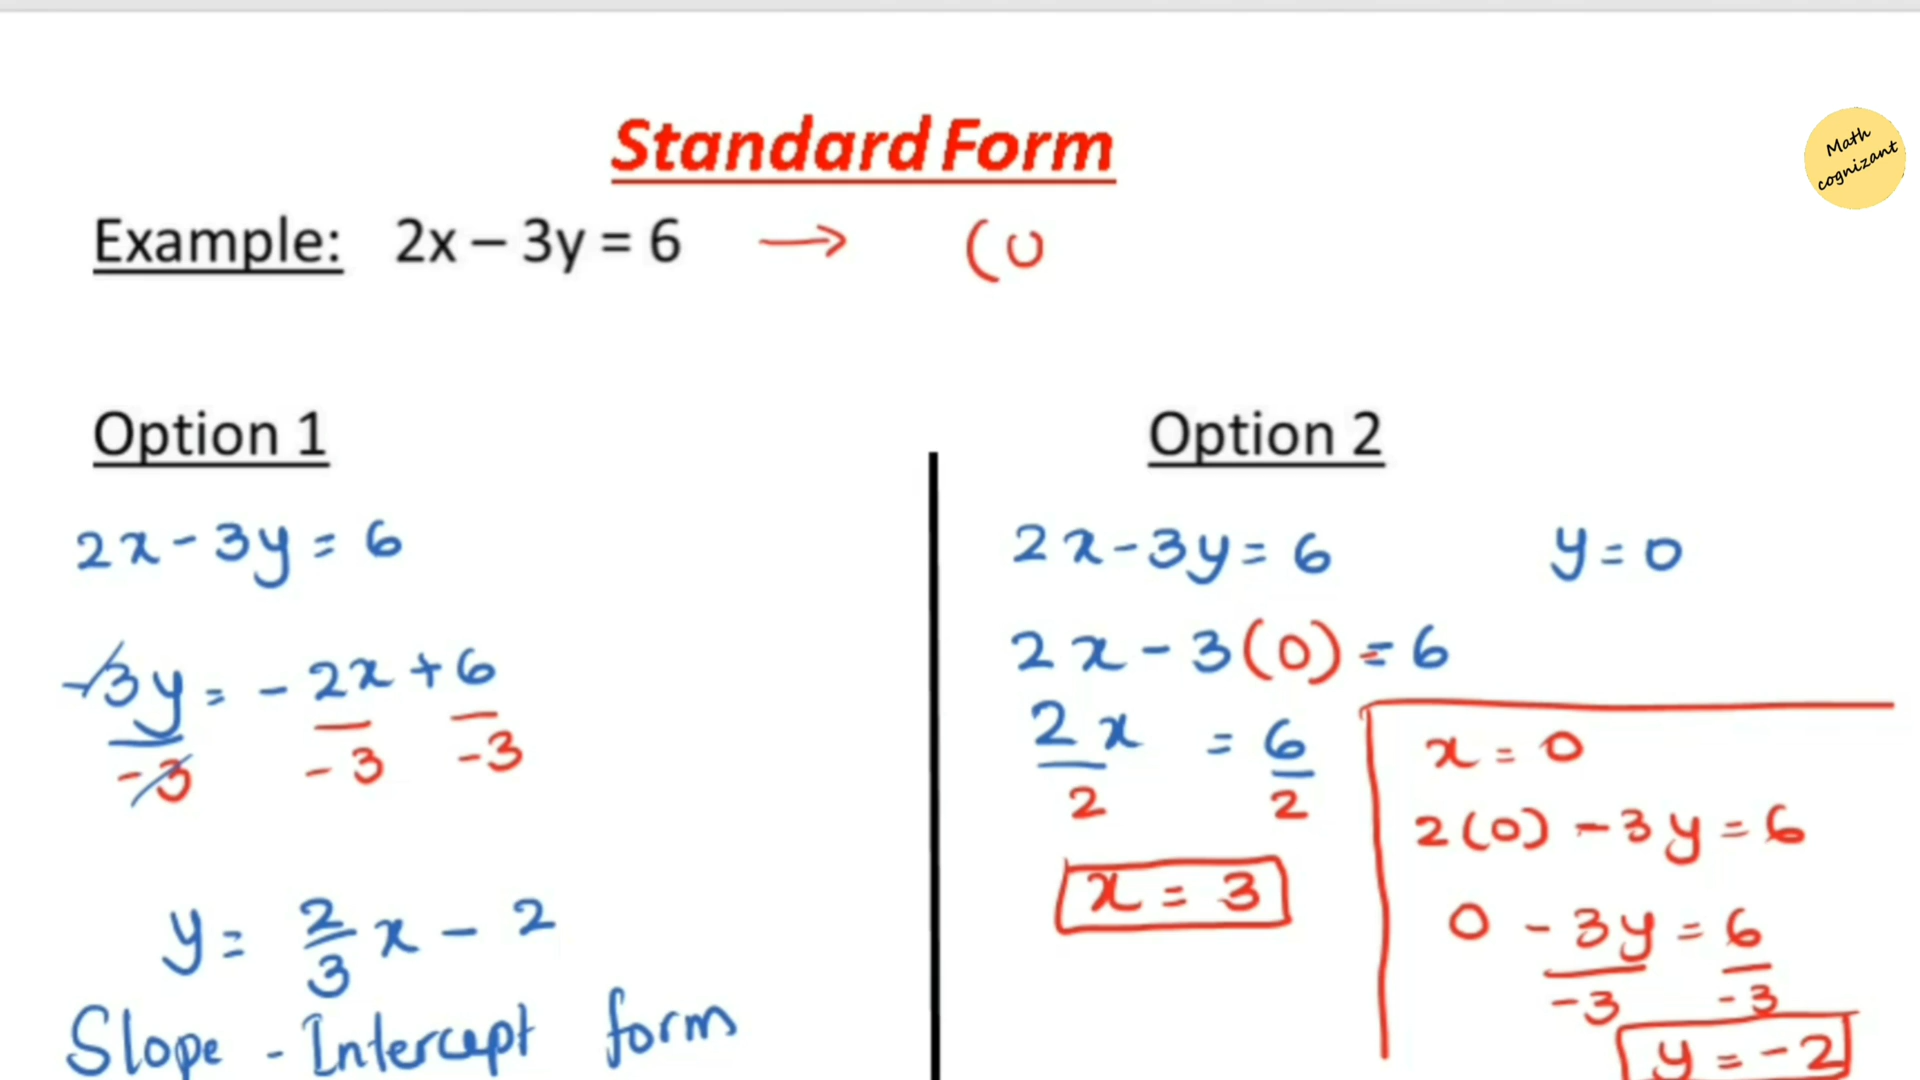 Standard Form
Math
cognizant
Example: 2x – 3y = 6 → (0
Option 1
2x - 3y = 6
-3y = -2x + 6
-3 -3 -3
y = 2/3 x - 2
Slope - Intercept form
Option 2
2x - 3y = 6 y = 0
2x - 3(0) = 6
2x = 6
2 2
x = 3
x = 0
2(0) - 3y = 6
0 - 3y = 6
-3 -3
y = -2